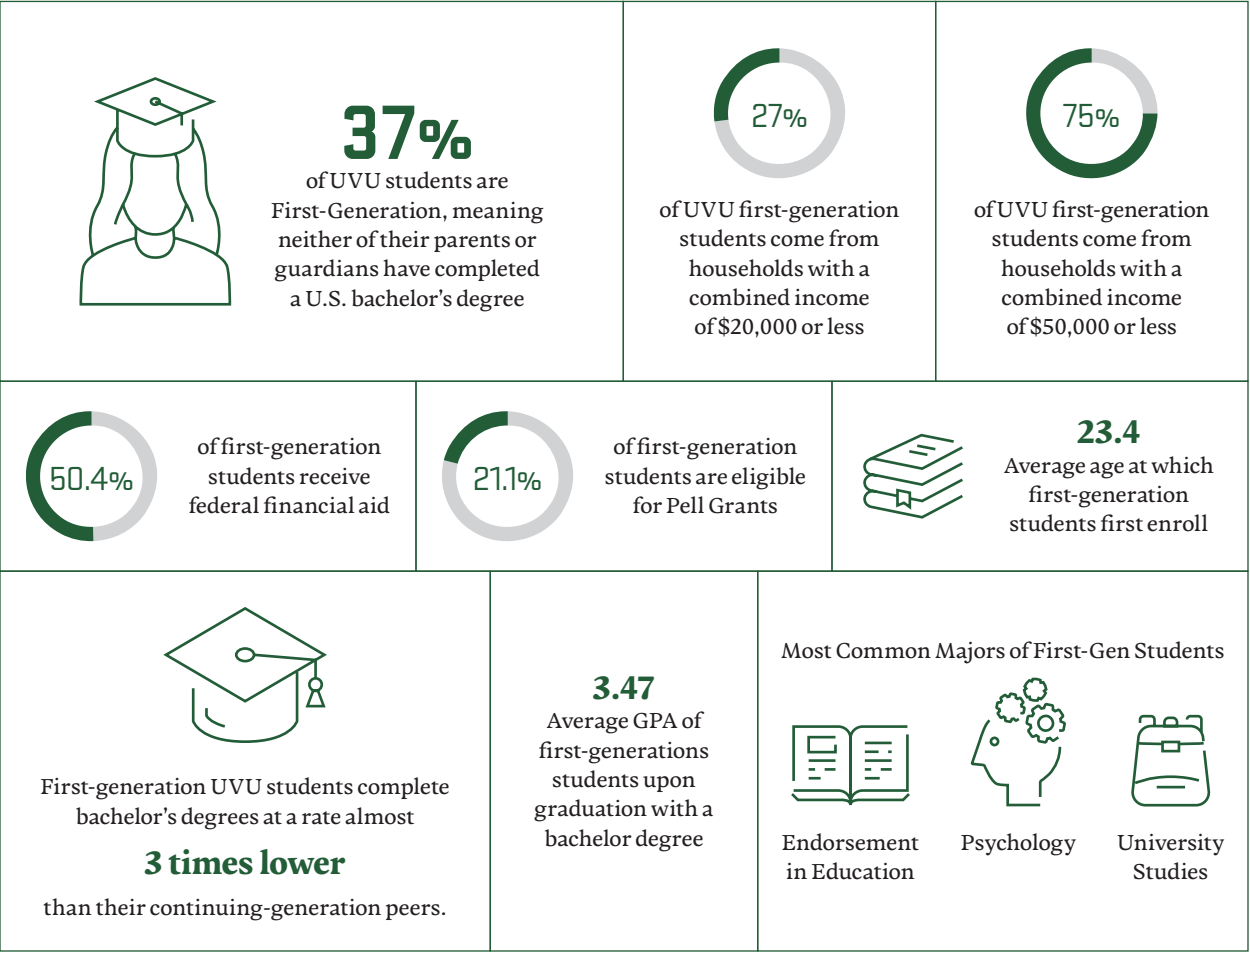 37%
of UVU students are
First-Generation, meaning
neither of their parents or
guardians have completed
a U.S. bachelor’s degree
27%
of UVU first-generation
students come from
households with a
combined income
of $20,000 or less
75%
of UVU first-generation
students come from
households with a
combined income
of $50,000 or less
50.4%
of first-generation
students receive
federal financial aid
21.1%
of first-generation
students are eligible
for Pell Grants
23.4
Average age at which
first-generation
students first enroll
First-generation UVU students complete
bachelor’s degrees at a rate almost
3 times lower
than their continuing-generation peers.
3.47
Average GPA of
first-generations
students upon
graduation with a
bachelor degree
Most Common Majors of First-Gen Students
Endorsement
in Education
Psychology
University
Studies